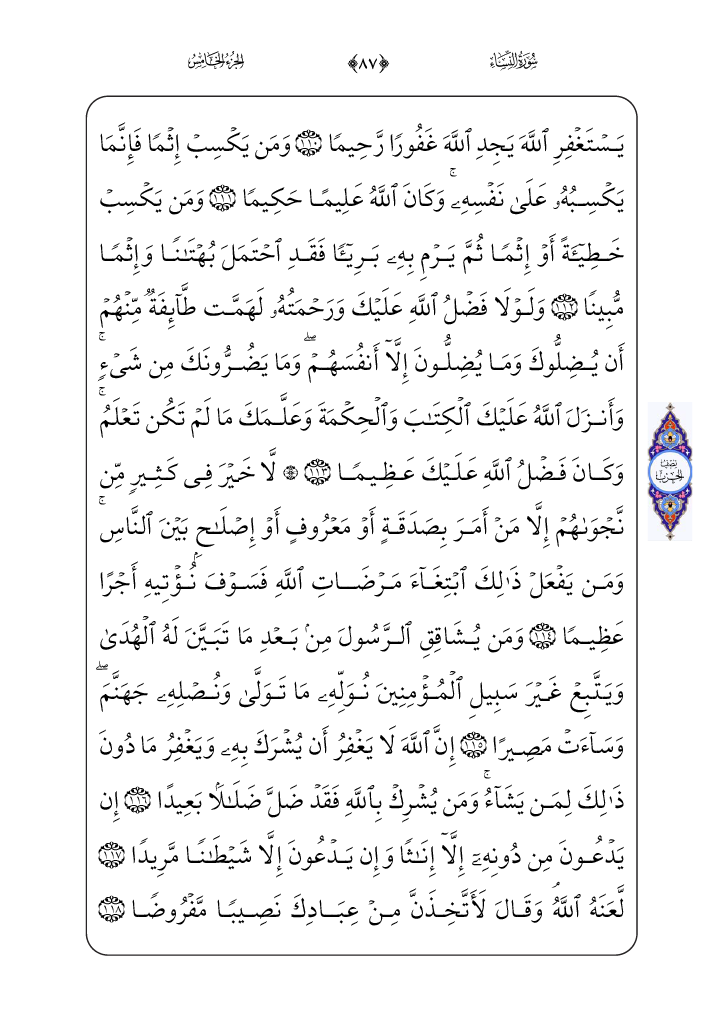 سُورَةُ النِّسَاءِ ﴿٨٧﴾ الجُزءُ الخَامِسُ
يَسۡتَغۡفِرِ ٱللَّهَ يَجِدِ ٱللَّهَ غَفُورًا رَّحِيمًا ١١٠ وَمَن يَكۡسِبۡ إِثۡمًا فَإِنَّمَا
يَكۡسِبُهُۥ عَلَىٰ نَفۡسِهِۦۚ وَكَانَ ٱللَّهُ عَلِيمًا حَكِيمًا ١١١ وَمَن يَكۡسِبۡ
خَطِيٓـَٔةً أَوۡ إِثۡمًا ثُمَّ يَرۡمِ بِهِۦ بَرِيٓـٔٗا فَقَدِ ٱحۡتَمَلَ بُهۡتَٰنٗا وَإِثۡمٗا
مُّبِينٗا ١١٢ وَلَوۡلَا فَضۡلُ ٱللَّهِ عَلَيۡكَ وَرَحۡمَتُهُۥ لَهَمَّت طَّآئِفَةٞ مِّنۡهُمۡ
أَن يُضِلُّوكَ وَمَا يُضِلُّونَ إِلَّآ أَنفُسَهُمۡۖ وَمَا يَضُرُّونَكَ مِن شَيۡءٖۚ
وَأَنزَلَ ٱللَّهُ عَلَيۡكَ ٱلۡكِتَٰبَ وَٱلۡحِكۡمَةَ وَعَلَّمَكَ مَا لَمۡ تَكُن تَعۡلَمُۚ
وَكَانَ فَضۡلُ ٱللَّهِ عَلَيۡكَ عَظِيمٗا ١١٣ ۞ لَّا خَيۡرَ فِي كَثِيرٖ مِّن
نَّجۡوَىٰهُمۡ إِلَّا مَنۡ أَمَرَ بِصَدَقَةٍ أَوۡ مَعۡرُوفٍ أَوۡ إِصۡلَٰحِۭ بَيۡنَ ٱلنَّاسِۚ
وَمَن يَفۡعَلۡ ذَٰلِكَ ٱبۡتِغَآءَ مَرۡضَاتِ ٱللَّهِ فَسَوۡفَ نُؤۡتِيهِ أَجۡرًا
عَظِيمٗا ١١٤ وَمَن يُشَاقِقِ ٱلرَّسُولَ مِنۢ بَعۡدِ مَا تَبَيَّنَ لَهُ ٱلۡهُدَىٰ
وَيَتَّبِعۡ غَيۡرَ سَبِيلِ ٱلۡمُؤۡمِنِينَ نُوَلِّهِۦ مَا تَوَلَّىٰ وَنُصۡلِهِۦ جَهَنَّمَۖ
وَسَآءَتۡ مَصِيرًا ١١٥ إِنَّ ٱللَّهَ لَا يَغۡفِرُ أَن يُشۡرَكَ بِهِۦ وَيَغۡفِرُ مَا دُونَ
ذَٰلِكَ لِمَن يَشَآءُۚ وَمَن يُشۡرِكۡ بِٱللَّهِ فَقَدۡ ضَلَّ ضَلَٰلَۢا بَعِيدًا ١١٦ إِن
يَدۡعُونَ مِن دُونِهِۦٓ إِلَّآ إِنَٰثٗا وَإِن يَدۡعُونَ إِلَّا شَيۡطَٰنٗا مَّرِيدٗا ١١٧
لَّعَنَهُ ٱللَّهُۘ وَقَالَ لَأَتَّخِذَنَّ مِنۡ عِبَادِكَ نَصِيبٗا مَّفۡرُوضٗا ١١٨
نصف
الحزب